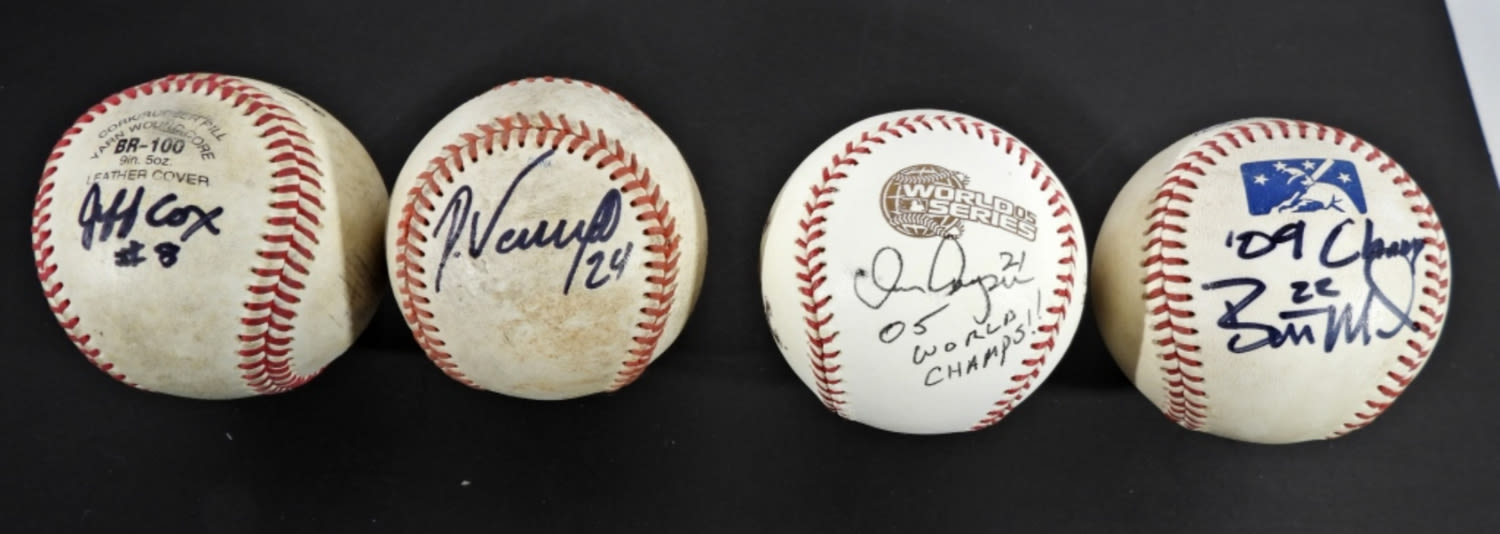 CORK/RUBBER PILL
YARN WOUND CORE
BR-100
9in. 5oz.
LEATHER COVER
Jeff Cox
#8
24
WORLD
SERIES 05
21
05
WORLD
CHAMPS!!
'09 Champ
22